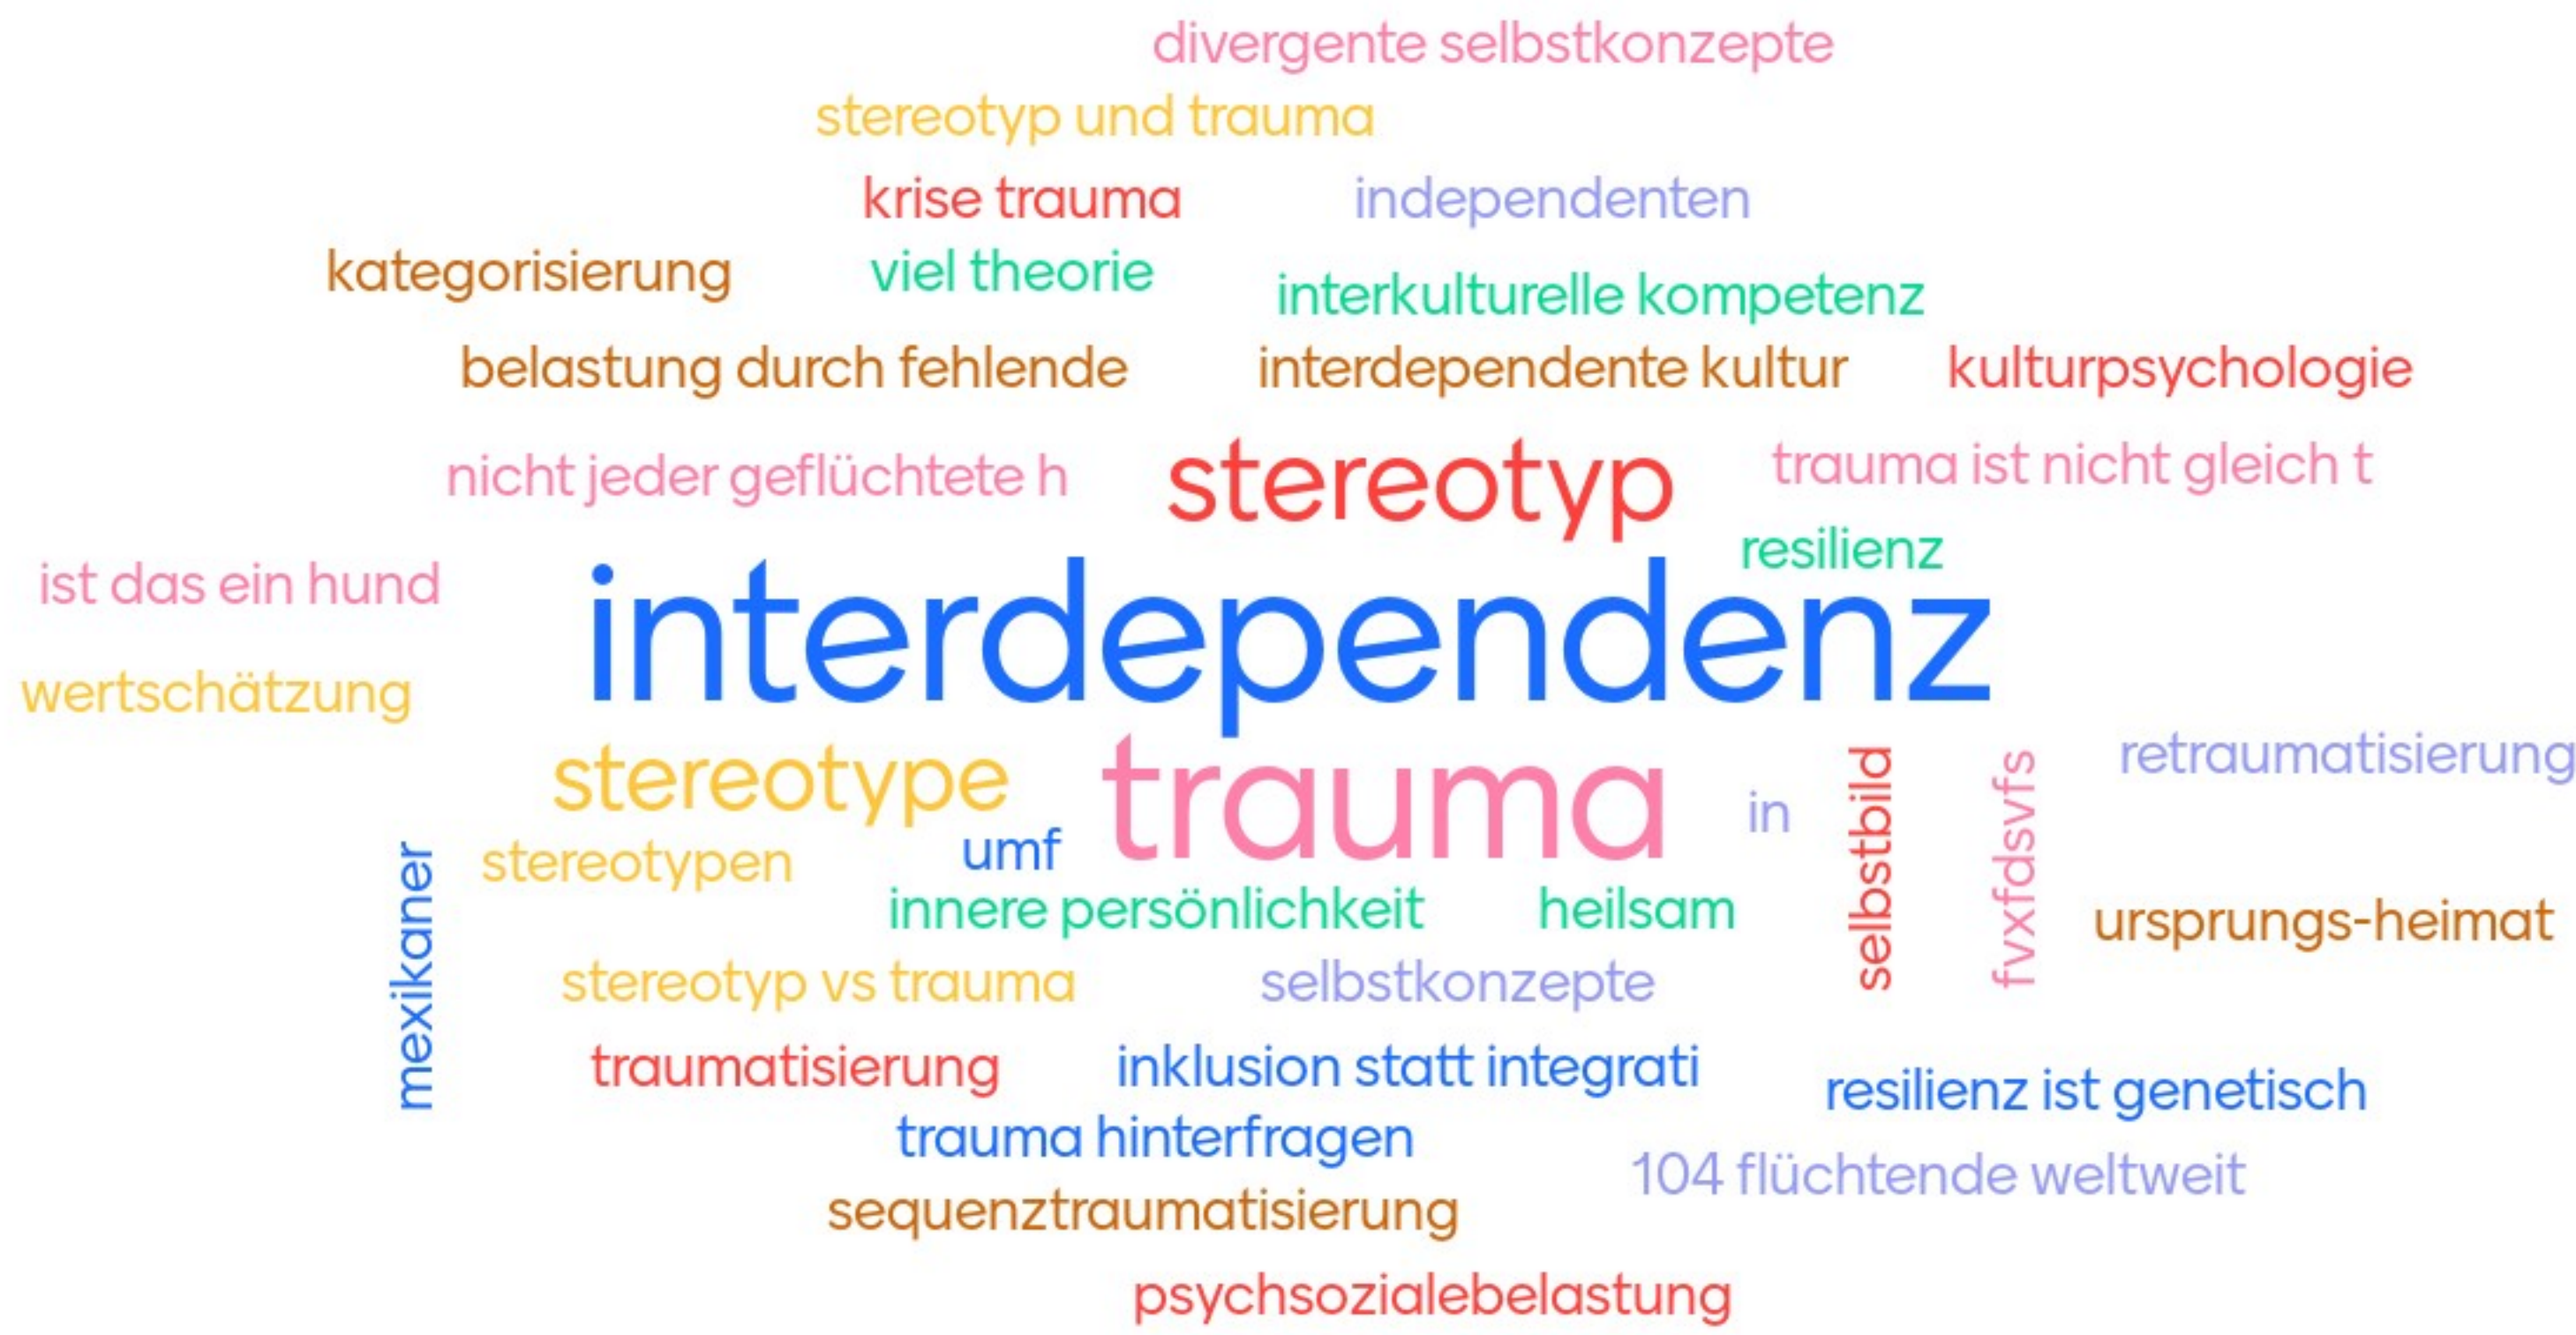 divergente selbstkonzepte
stereotyp und trauma
krise trauma
independenten
kategorisierung
viel theorie
interkulturelle kompetenz
belastung durch fehlende
interdependente kultur
kulturpsychologie
nicht jeder geflüchtete h
stereotyp
trauma ist nicht gleich t
resilienz
ist das ein hund
interdependenz
wertschätzung
stereotype
trauma
in
selbstbild
fvxfdsvfs
retraumatisierung
mexikaner
stereotypen
umf
innere persönlichkeit
heilsam
ursprungs-heimat
stereotyp vs trauma
selbstkonzepte
traumatisierung
inklusion statt integrati
resilienz ist genetisch
trauma hinterfragen
104 flüchtende weltweit
sequenztraumatisierung
psychsozialebelastung